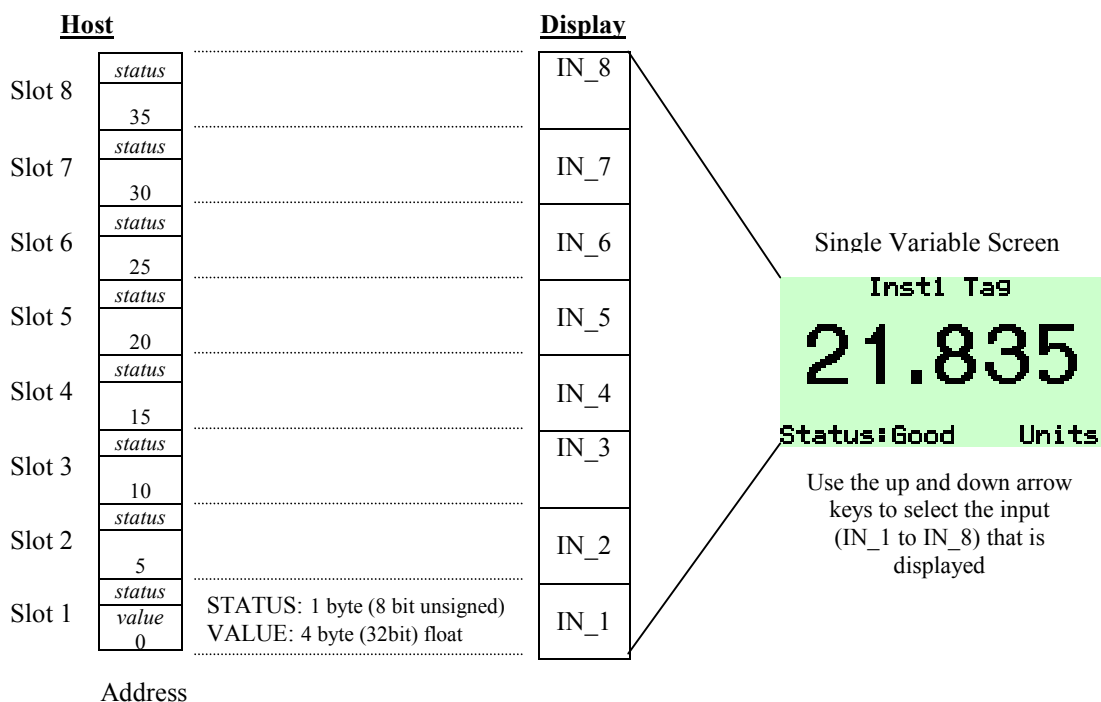 Host
Display
Slot 8
status
35
IN_8
Slot 7
status
30
IN_7
Slot 6
status
25
IN_6
Slot 5
status
20
IN_5
Slot 4
status
15
IN_4
Slot 3
status
10
IN_3
Slot 2
status
5
IN_2
Slot 1
status
value
0
STATUS: 1 byte (8 bit unsigned)
VALUE: 4 byte (32bit) float
IN_1
Address
Single Variable Screen
Inst1 Tag
21.835
Status:Good Units
Use the up and down arrow
keys to select the input
(IN_1 to IN_8) that is
displayed